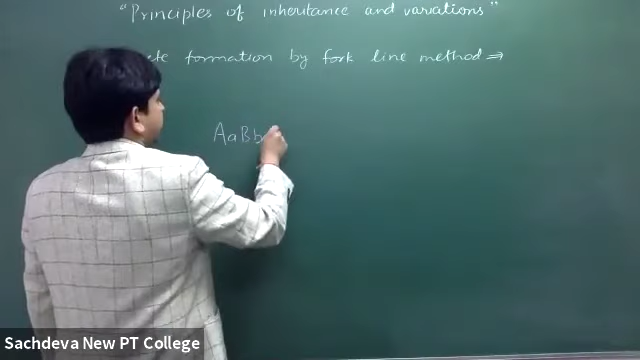 "Principles of inheritance and variations"
formation by fork line method ⇒
AaBb
Sachdeva New PT College